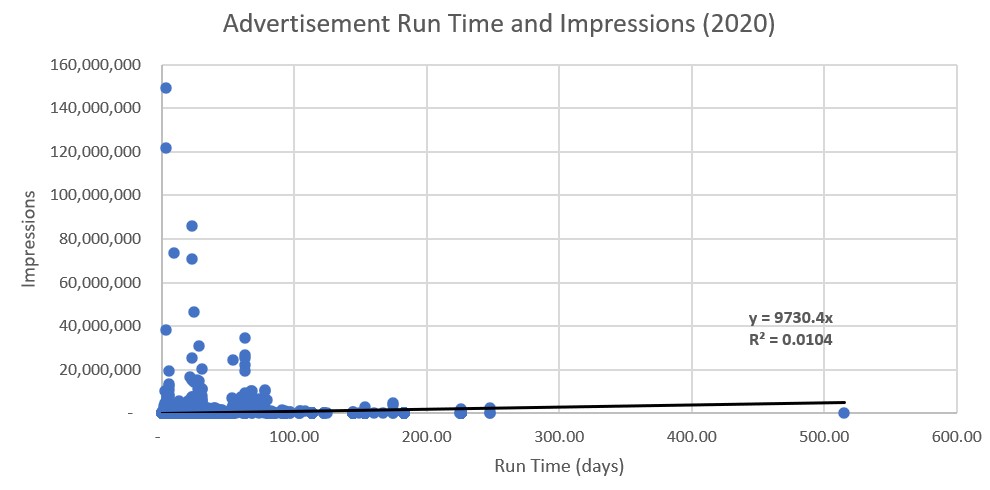 Advertisement Run Time and Impressions (2020)
160,000,000
140,000,000
120,000,000
100,000,000
80,000,000
60,000,000
40,000,000
20,000,000
-
Impressions
y = 9730.4x
R² = 0.0104
- 100.00 200.00 300.00 400.00 500.00 600.00
Run Time (days)